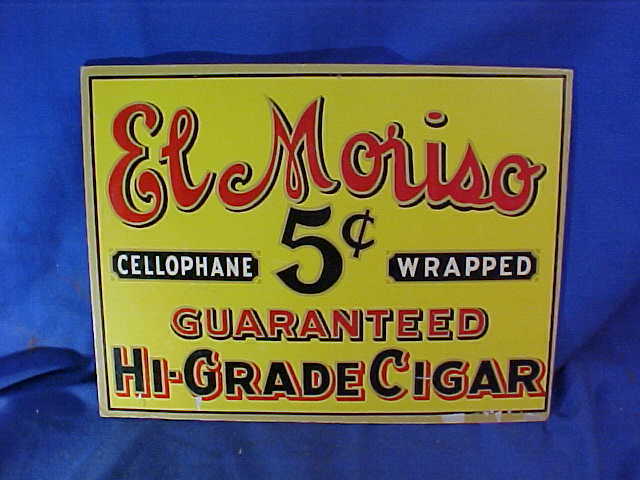 El Moriso
5¢
CELLOPHANE WRAPPED
GUARANTEED
HI-GRADE CIGAR